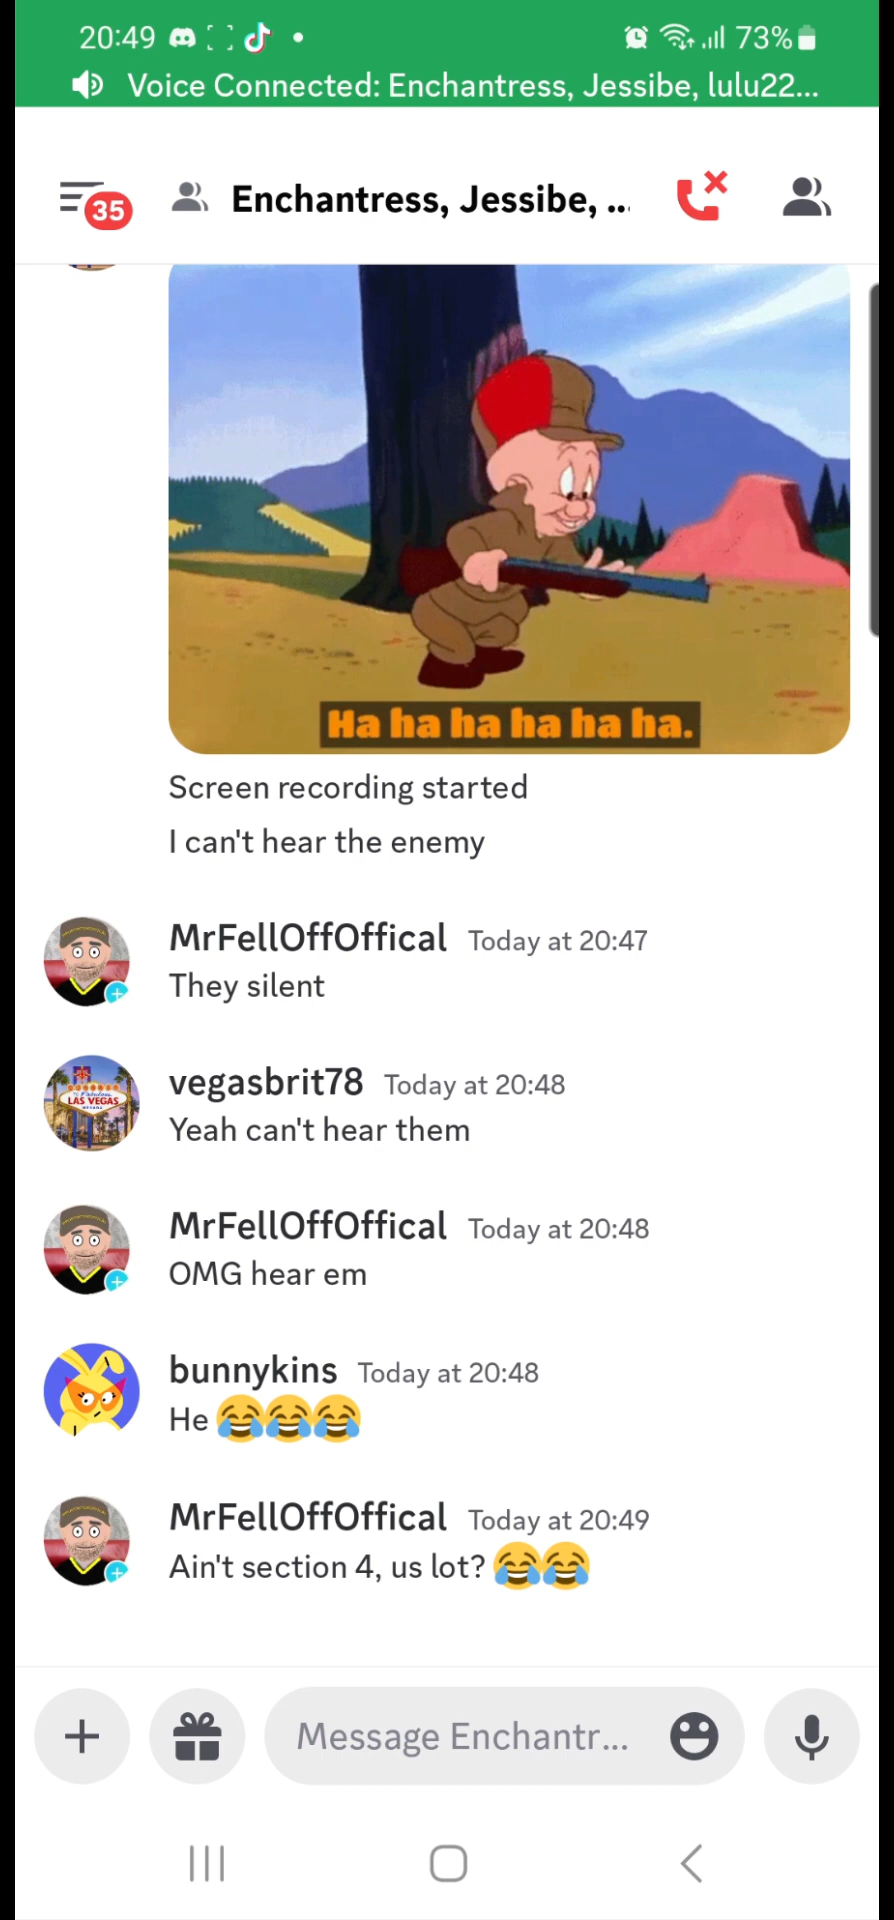 20:49
73%
Voice Connected: Enchantress, Jessibe, lulu22...
35
Enchantress, Jessibe, ...
Ha ha ha ha ha ha.
Screen recording started
I can't hear the enemy
MrFellOffOffical Today at 20:47
They silent
LAS VEGAS
vegasbrit78 Today at 20:48
Yeah can't hear them
MrFellOffOffical Today at 20:48
OMG hear em
bunnykins Today at 20:48
He 😂😂😂
MrFellOffOffical Today at 20:49
Ain't section 4, us lot? 😂😂
Message Enchantr...